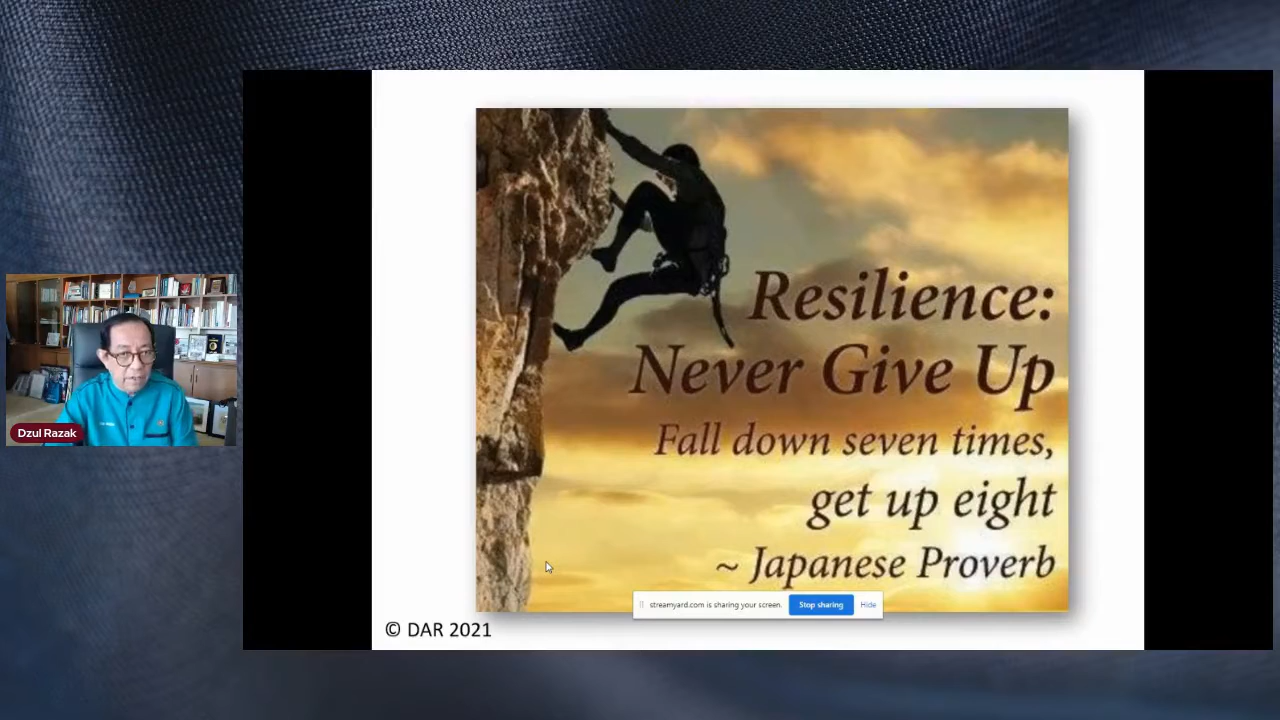 Resilience:
Never Give Up
Fall down seven times,
get up eight
~ Japanese Proverb
streamyard.com is sharing your screen.
Stop sharing
Hide
© DAR 2021
Dzul Razak